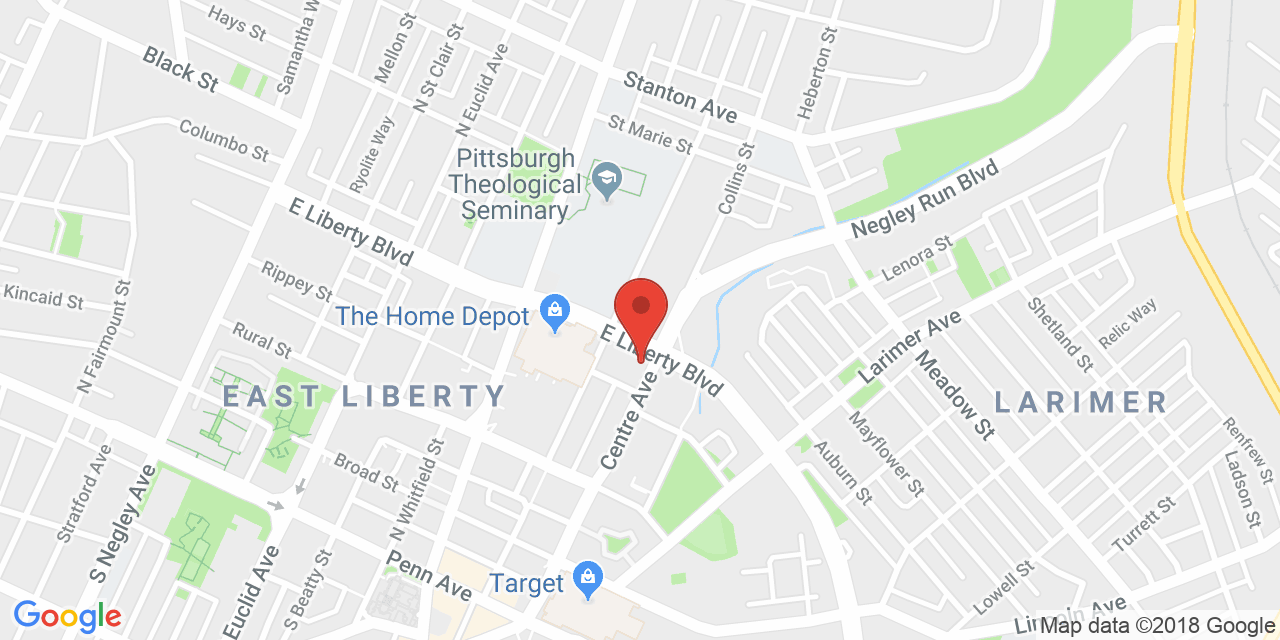 Hays St
Samantha W
Mellon St
N St Clair St
N Euclid Ave
Black St
Stanton Ave
Heberton St
Columbo St
Ryolite Way
St Marie St
Collins St
Pittsburgh
Theological
Seminary
Negley Run Blvd
E Liberty Blvd
Lenora St
Rippey St
Kincaid St
N Fairmount St
The Home Depot
E Liberty Blvd
Larimer Ave
Shetland St
Relic Way
Rural St
EAST LIBERTY
Centre Ave
Meadow St
LARIMER
Mayflower St
Auburn St
Renfrew St
Ladson St
Broad St
N Whitfield St
Stratford Ave
S Negley Ave
Turrett St
Euclid Ave
S Beatty St
Penn Ave
Target
Lowell St
Lincoln Ave
Google
Map data ©2018 Google